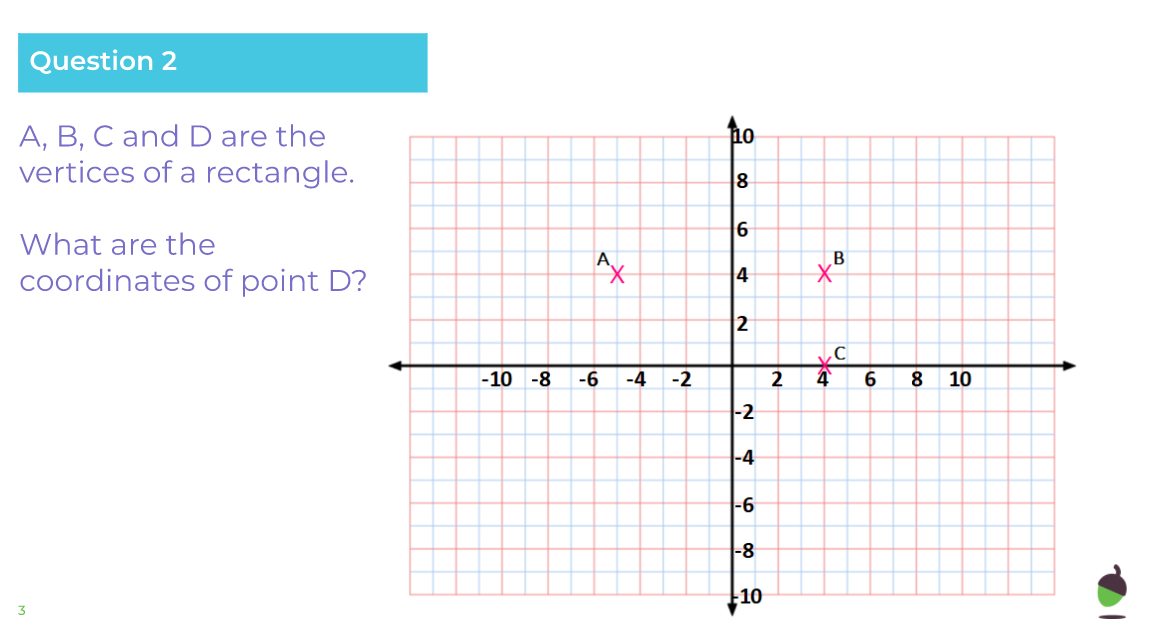 Question 2
A, B, C and D are the
vertices of a rectangle.
What are the
coordinates of point D?
10
8
6
A
B
4
2
C
-10 -8 -6 -4 -2 2 4 6 8 10
-2
-4
-6
-8
-10
3